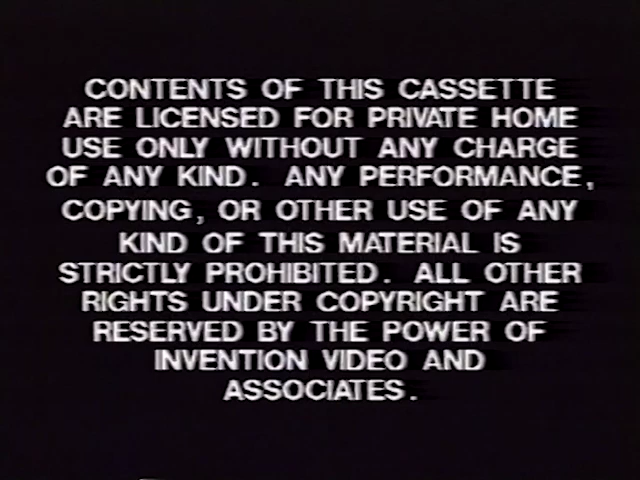 CONTENTS OF THIS CASSETTE
ARE LICENSED FOR PRIVATE HOME
USE ONLY WITHOUT ANY CHARGE
OF ANY KIND. ANY PERFORMANCE,
COPYING, OR OTHER USE OF ANY
KIND OF THIS MATERIAL IS
STRICTLY PROHIBITED. ALL OTHER
RIGHTS UNDER COPYRIGHT ARE
RESERVED BY THE POWER OF
INVENTION VIDEO AND
ASSOCIATES.